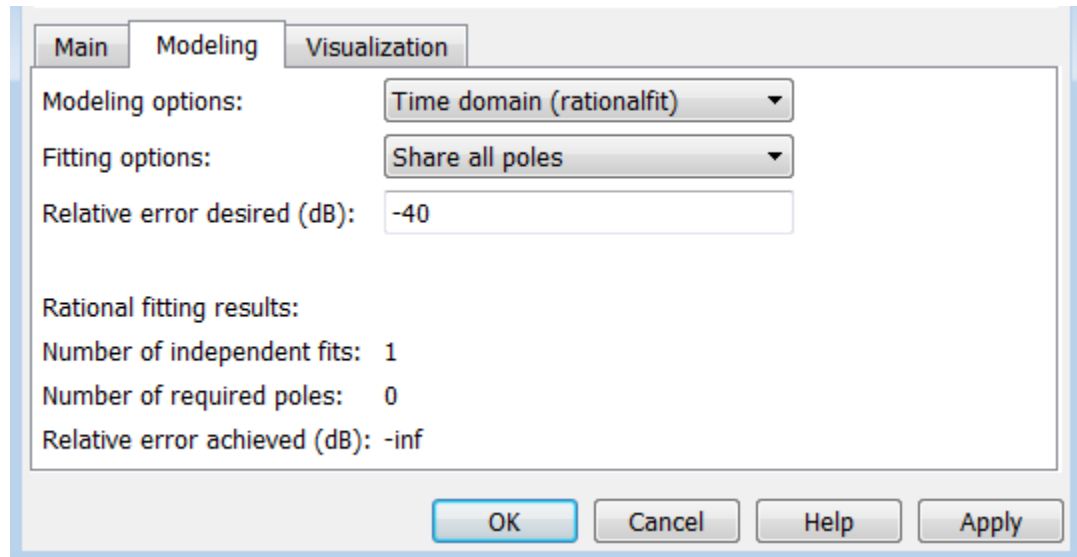 Main Modeling Visualization
Modeling options: Time domain (rationalfit)
Fitting options: Share all poles
Relative error desired (dB): -40
Rational fitting results:
Number of independent fits: 1
Number of required poles: 0
Relative error achieved (dB): -inf
OK Cancel Help Apply